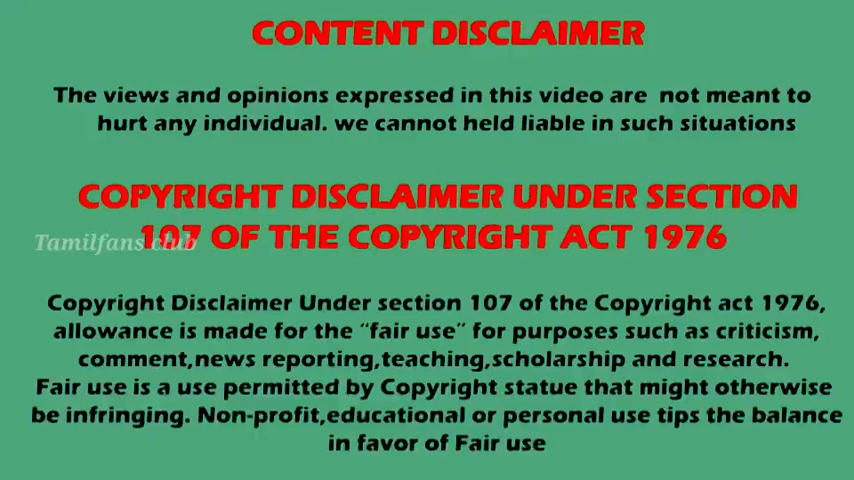 CONTENT DISCLAIMER
The views and opinions expressed in this video are not meant to
hurt any individual. we cannot held liable in such situations
COPYRIGHT DISCLAIMER UNDER SECTION
107 OF THE COPYRIGHT ACT 1976
Tamilfans club
Copyright Disclaimer Under section 107 of the Copyright act 1976,
allowance is made for the “fair use” for purposes such as criticism,
comment,news reporting,teaching,scholarship and research.
Fair use is a use permitted by Copyright statue that might otherwise
be infringing. Non-profit,educational or personal use tips the balance
in favor of Fair use